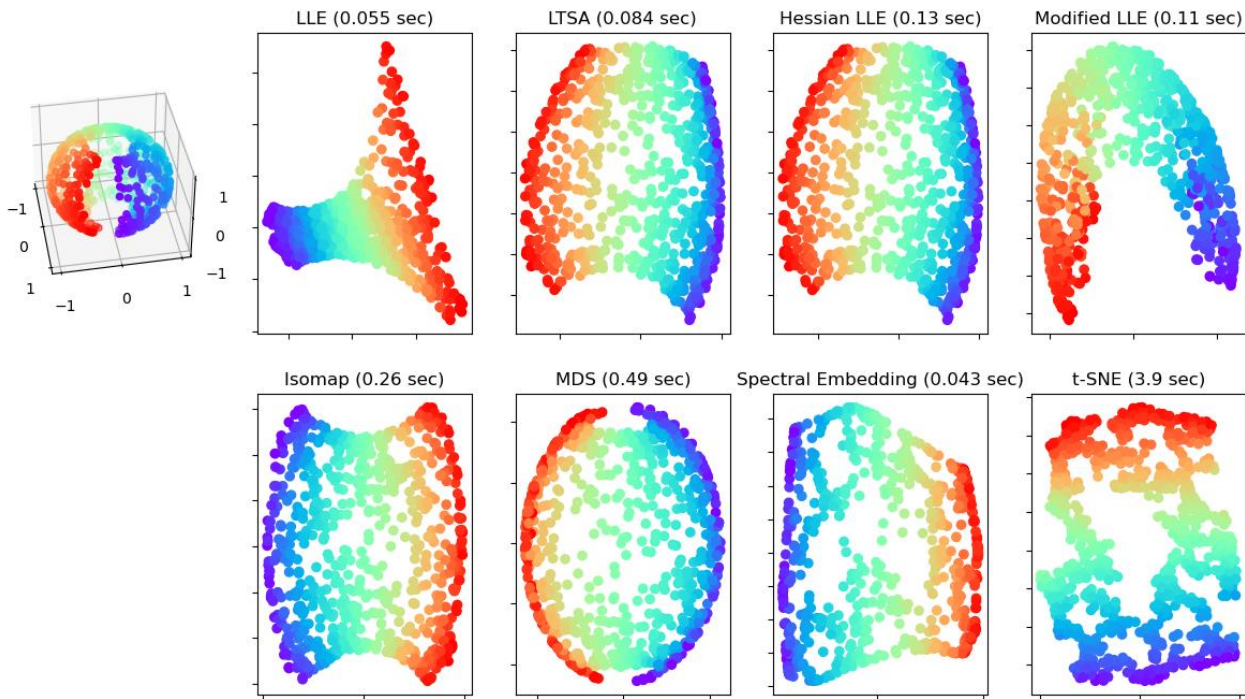 LLE (0.055 sec)
LTSA (0.084 sec)
Hessian LLE (0.13 sec)
Modified LLE (0.11 sec)
−1
0
1
−1
0
1
1
0
−1
Isomap (0.26 sec)
MDS (0.49 sec)
Spectral Embedding (0.043 sec)
t-SNE (3.9 sec)